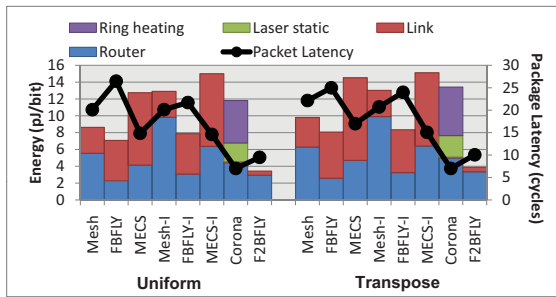 Ring heating Laser static Link
Router Packet Latency
16
14
12
10
8
6
4
2
0
Energy (pJ/bit)
30
25
20
15
10
5
0
Package Latency
(cycles)
Mesh
FBFLY
MECS
Mesh-I
FBFLY-I
MECS-I
Corona
F2BFLY
Mesh
FBFLY
MECS
Mesh-I
FBFLY-I
MECS-I
Corona
F2BFLY
Uniform Transpose